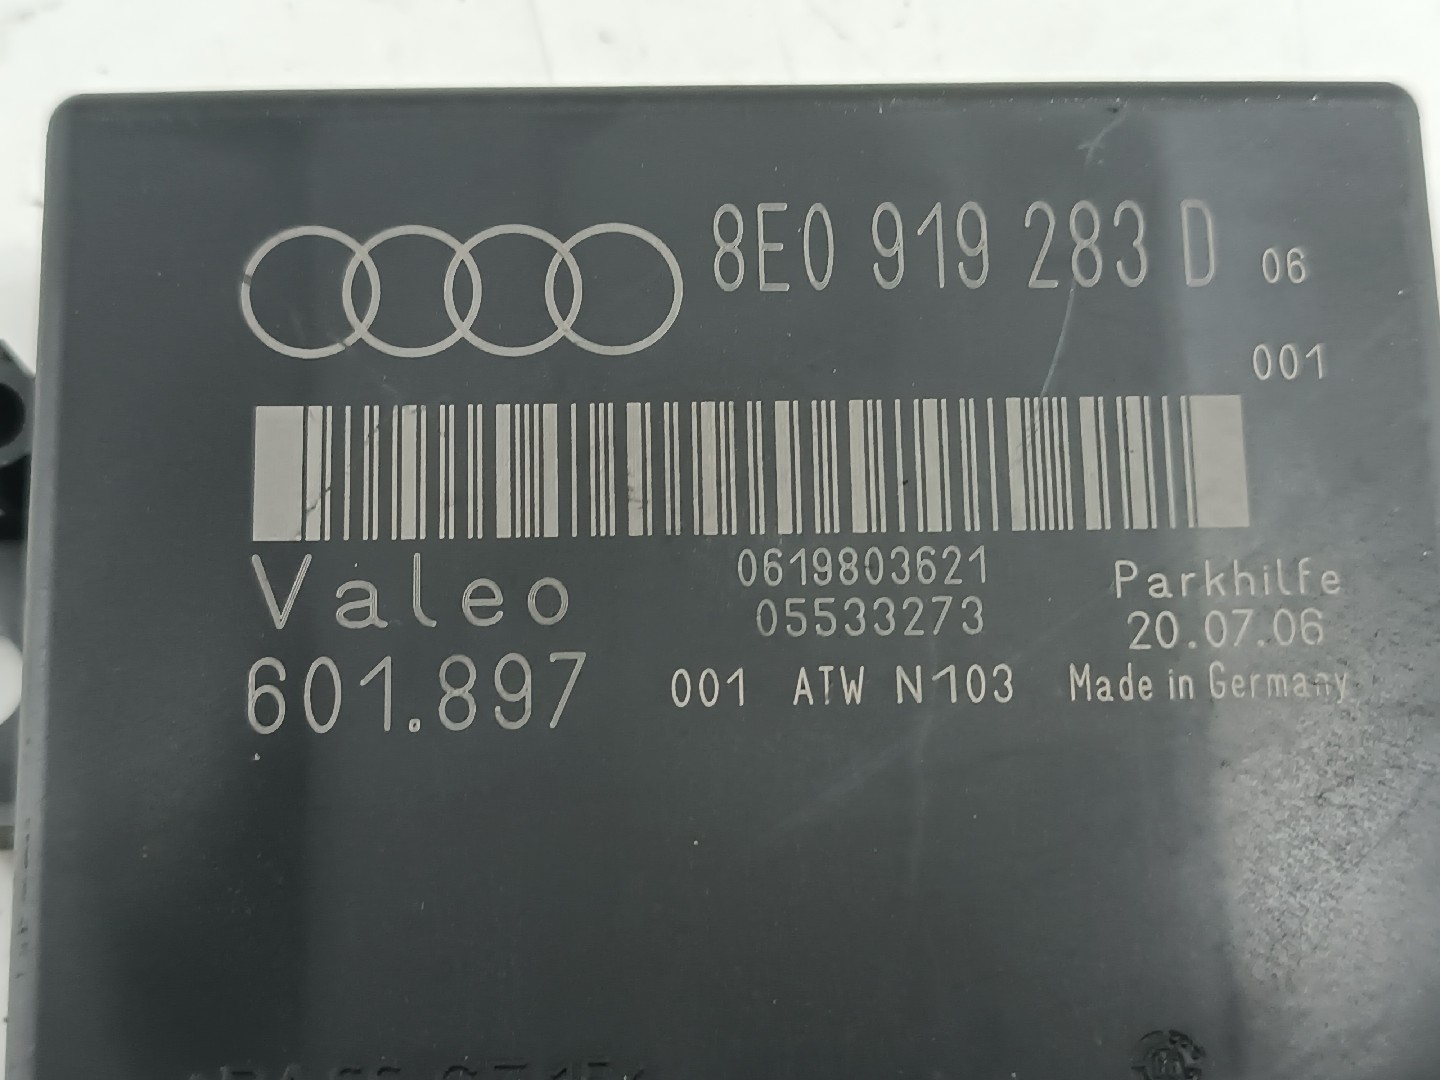 8E0 919 283 D 06
001
Valeo
0619803621
05533273
Parkhilfe
20.07.06
601.897
001 ATW N103
Made in Germany